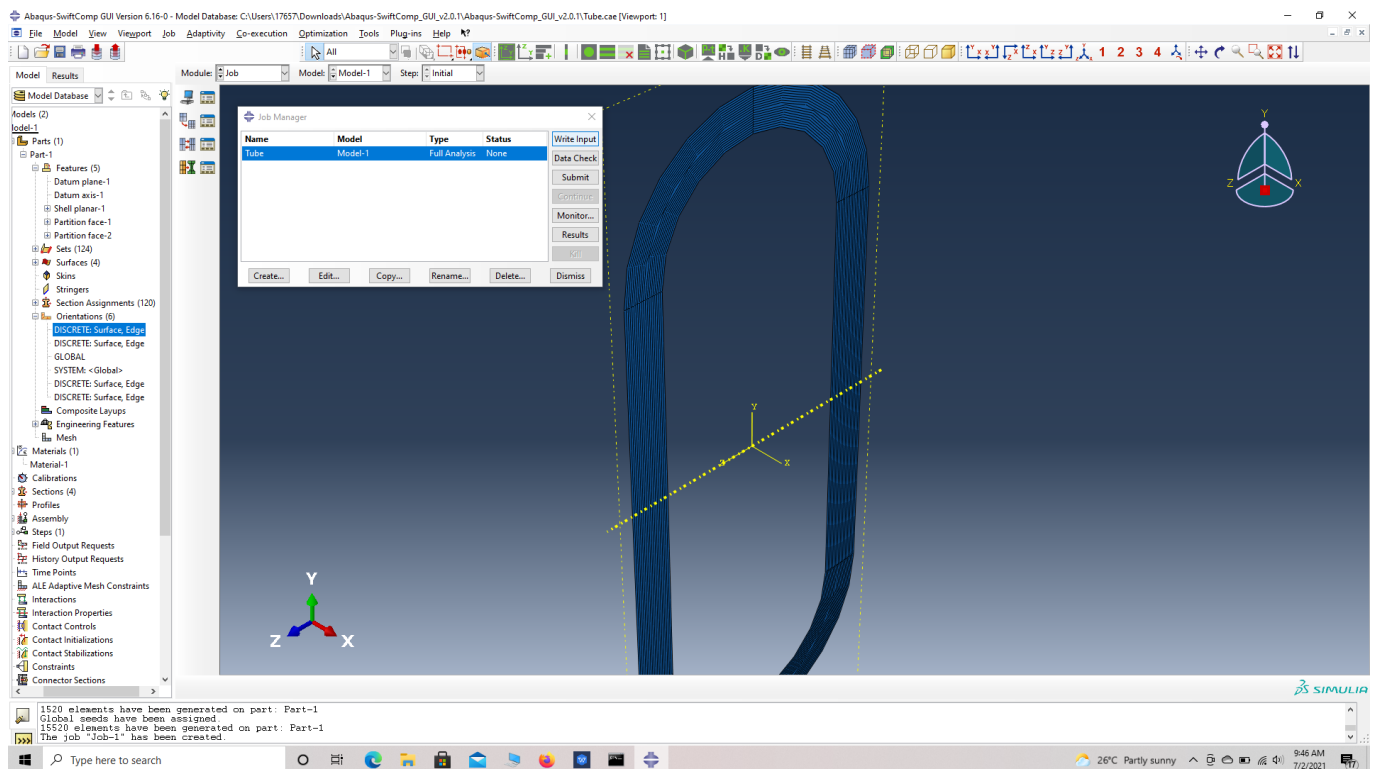 Abaqus-SwiftComp GUI Version 6.16-0 - Model Database: C:\Users\17657\Downloads\Abaqus-SwiftComp_GUI_v2.0.1\Abaqus-SwiftComp_GUI_v2.0.1\Tube.cae [Viewport: 1]
File Model View Viewport Job Adaptivity Co-execution Optimization Tools Plug-ins Help
All
1 2 3 4
Model Results
Module: Job Model: Model-1 Step: Initial
Model Database
Models (2)
lodel-1
Parts (1)
Part-1
Features (5)
Datum plane-1
Datum axis-1
Shell planar-1
Partition face-1
Partition face-2
Sets (124)
Surfaces (4)
Skins
Stringers
Section Assignments (120)
Orientations (6)
DISCRETE: Surface, Edge
DISCRETE: Surface, Edge
GLOBAL
SYSTEM: <Global>
DISCRETE: Surface, Edge
DISCRETE: Surface, Edge
Composite Layups
Engineering Features
Mesh
Materials (1)
Material-1
Calibrations
Sections (4)
Profiles
Assembly
Steps (1)
Field Output Requests
History Output Requests
Time Points
ALE Adaptive Mesh Constraints
Interactions
Interaction Properties
Contact Controls
Contact Initializations
Contact Stabilizations
Constraints
Connector Sections
Job Manager
Name Model Type Status
Tube Model-1 Full Analysis None
Write Input
Data Check
Submit
Continue
Monitor...
Results
Kill
Create... Edit... Copy... Rename... Delete... Dismiss
Y
Z X
Y
X
Y
Z X
SIMULIA
1520 elements have been generated on part: Part-1
Global seeds have been assigned.
15520 elements have been generated on part: Part-1
The job "Job-1" has been created.
Type here to search
26°C Partly sunny
9:46 AM
7/2/2021